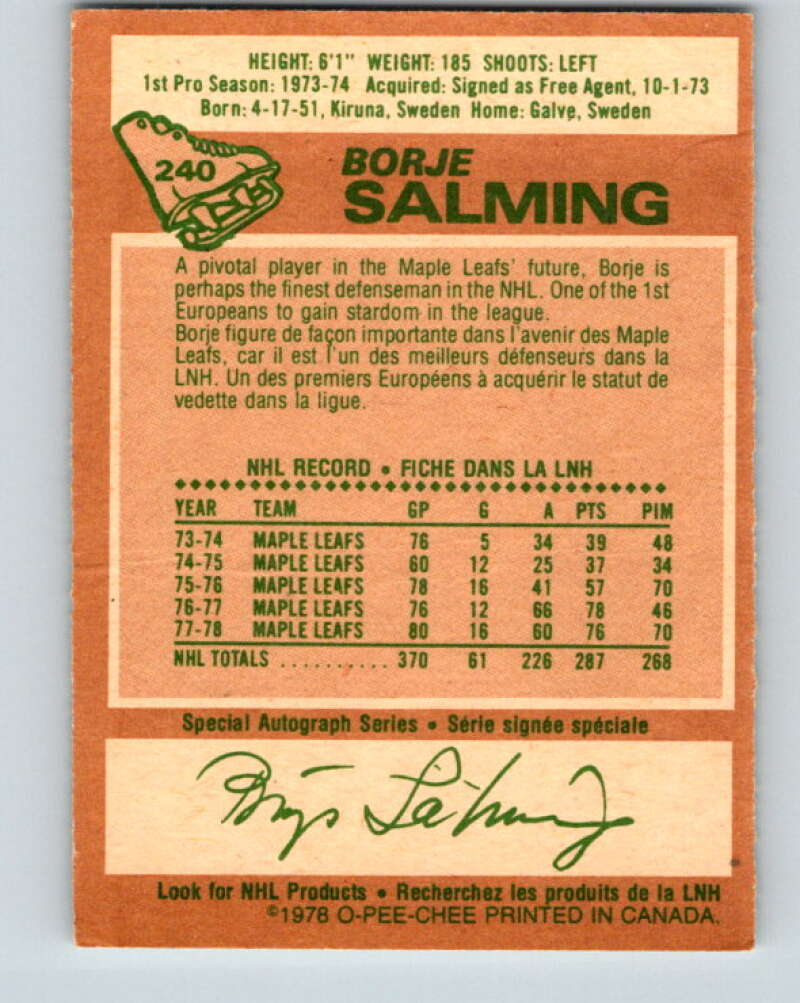 HEIGHT: 6'1" WEIGHT: 185 SHOOTS: LEFT
1st Pro Season: 1973-74 Acquired: Signed as Free Agent, 10-1-73
Born: 4-17-51, Kiruna, Sweden Home: Galve, Sweden
240
BORJE
SALMING
A pivotal player in the Maple Leafs' future, Borje is
perhaps the finest defenseman in the NHL. One of the 1st
Europeans to gain stardom in the league.
Borje figure de façon importante dans l'avenir des Maple
Leafs, car il est l'un des meilleurs défenseurs dans la
LNH. Un des premiers Européens à acquérir le statut de
vedette dans la ligue.
NHL RECORD • FICHE DANS LA LNH
YEAR TEAM GP G A PTS PIM
73-74 MAPLE LEAFS 76 5 34 39 48
74-75 MAPLE LEAFS 60 12 25 37 34
75-76 MAPLE LEAFS 78 16 41 57 70
76-77 MAPLE LEAFS 76 12 66 78 46
77-78 MAPLE LEAFS 80 16 60 76 70
NHL TOTALS .......... 370 61 226 287 268
Special Autograph Series • Série signée spéciale
Börje Salming
Look for NHL Products • Recherchez les produits de la LNH
©1978 O-PEE-CHEE PRINTED IN CANADA.